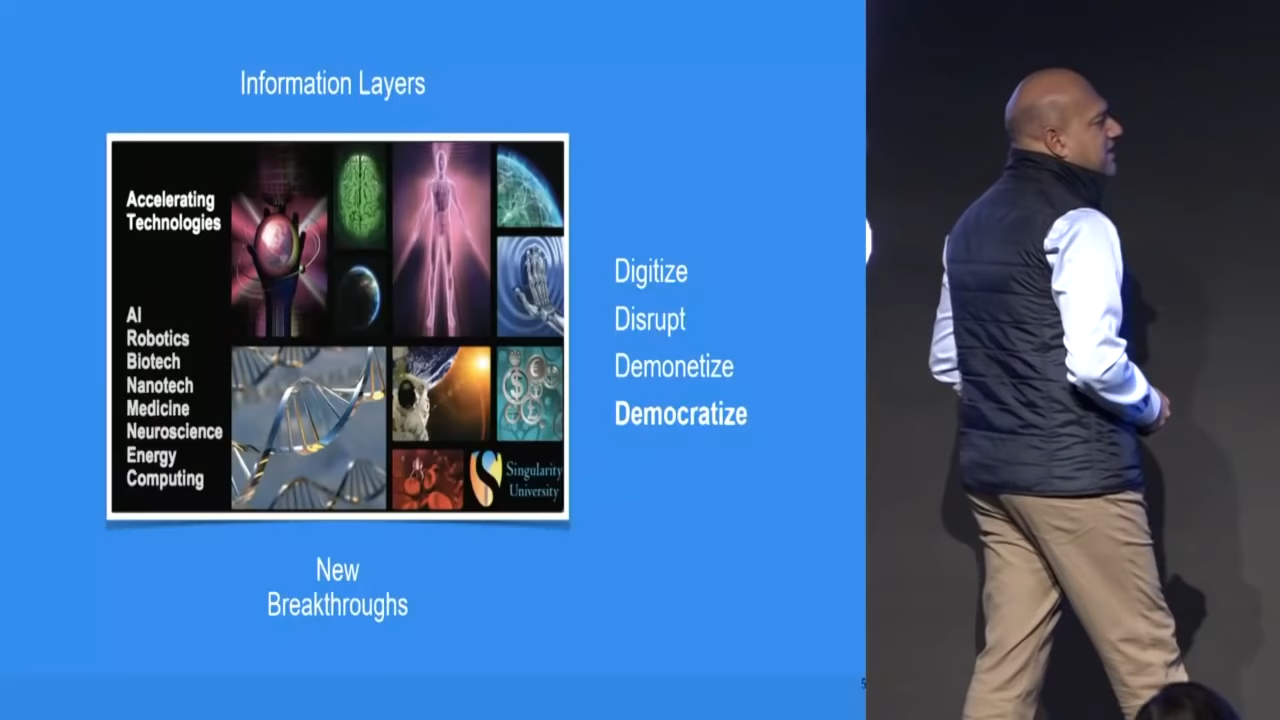 Information Layers
Accelerating
Technologies
AI
Robotics
Biotech
Nanotech
Medicine
Neuroscience
Energy
Computing
Singularity
University
Digitize
Disrupt
Demonetize
Democratize
New
Breakthroughs
5